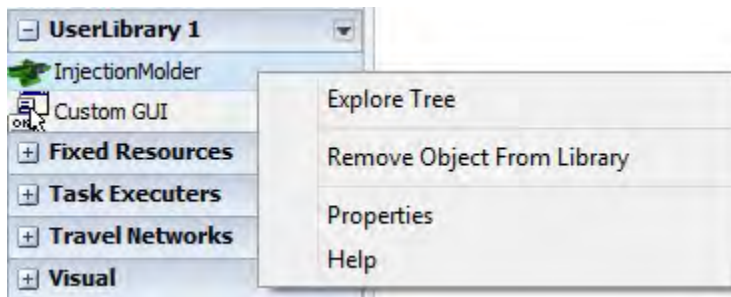 UserLibrary 1
InjectionMolder
Custom GUI
Fixed Resources
Task Executers
Travel Networks
Visual
Explore Tree
Remove Object From Library
Properties
Help